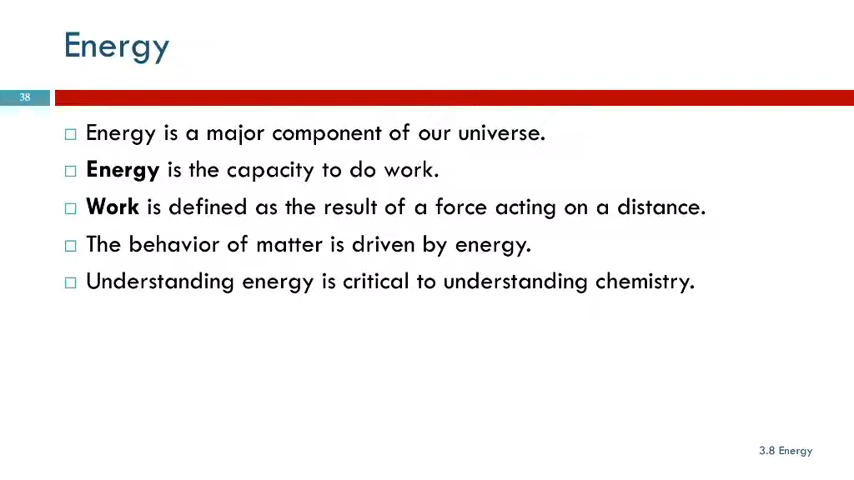 Energy
38
Energy is a major component of our universe.
Energy is the capacity to do work.
Work is defined as the result of a force acting on a distance.
The behavior of matter is driven by energy.
Understanding energy is critical to understanding chemistry.
3.8 Energy